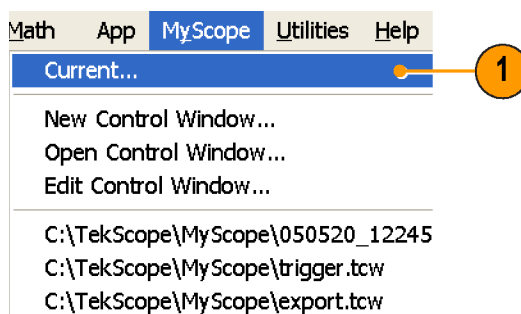 Math App MyScope Utilities Help
Current...
1
New Control Window...
Open Control Window...
Edit Control Window...
C:\TekScope\MyScope\050520_12245
C:\TekScope\MyScope\trigger.tcw
C:\TekScope\MyScope\export.tcw